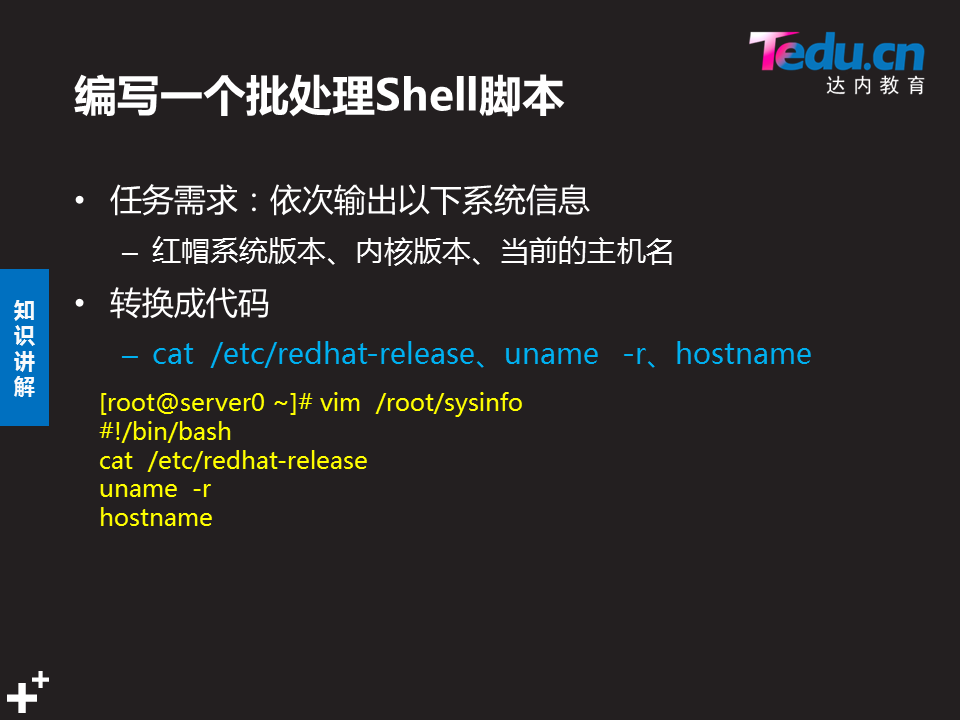 Tedu.cn
达内教育
编写一个批处理Shell脚本
• 任务需求：依次输出以下系统信息
– 红帽系统版本、内核版本、当前的主机名
• 转换成代码
– cat /etc/redhat-release、uname -r、hostname
知识讲解
[root@server0 ~]# vim /root/sysinfo
#!/bin/bash
cat /etc/redhat-release
uname -r
hostname